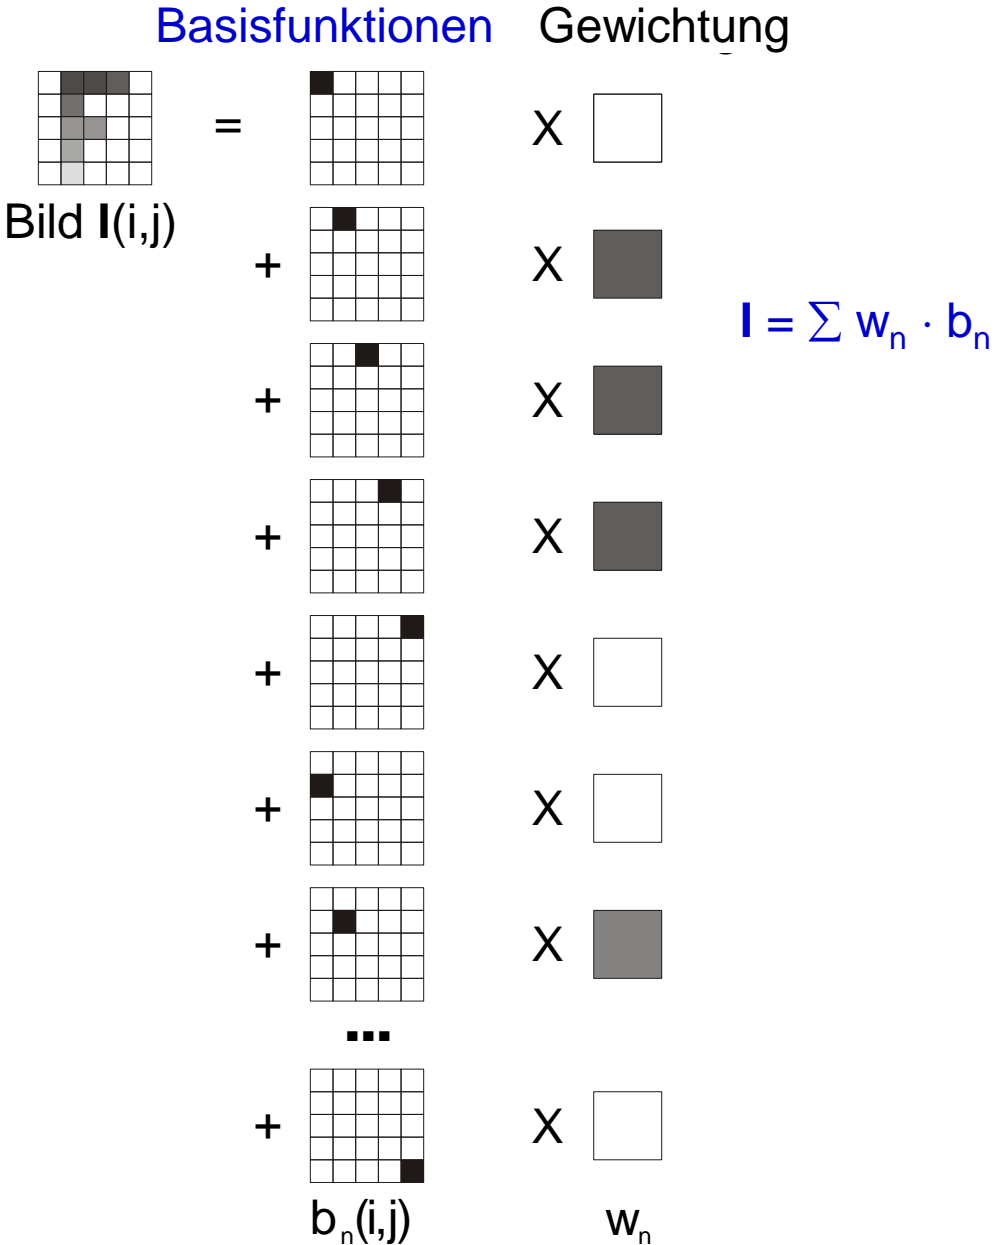 Basisfunktionen Gewichtung
= X
Bild I(i,j)
+ X
I = ∑ wₙ · bₙ
+ X
+ X
+ X
+ X
+ X
...
+ X
bₙ(i,j) wₙ